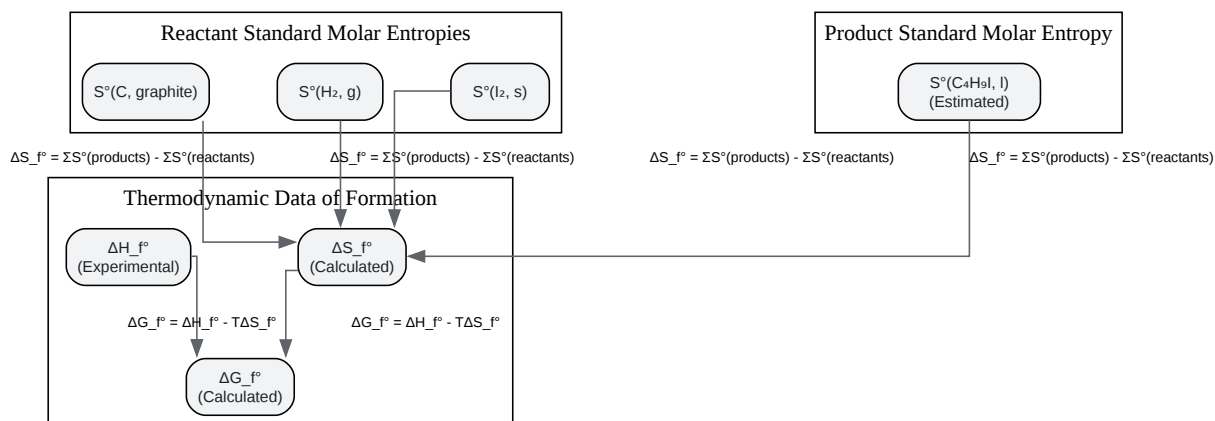 Reactant Standard Molar Entropies
Product Standard Molar Entropy
S°(C, graphite)
S°(H₂, g)
S°(I₂, s)
S°(C₄H₉I, l)
(Estimated)
ΔS_f° = ΣS°(products) - ΣS°(reactants)
ΔS_f° = ΣS°(products) - ΣS°(reactants)
ΔS_f° = ΣS°(products) - ΣS°(reactants)
ΔS_f° = ΣS°(products) - ΣS°(reactants)
Thermodynamic Data of Formation
ΔH_f°
(Experimental)
ΔS_f°
(Calculated)
ΔG_f° = ΔH_f° - TΔS_f°
ΔG_f° = ΔH_f° - TΔS_f°
ΔG_f°
(Calculated)